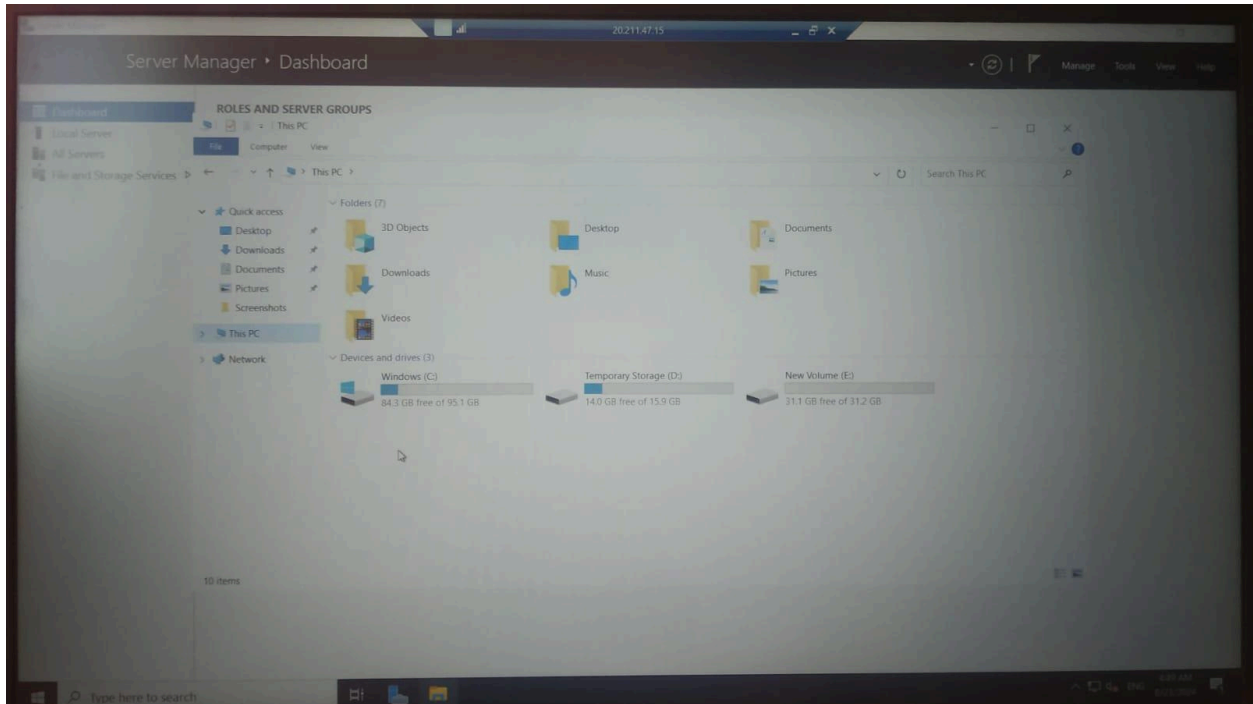 20.211.47.15
Server Manager • Dashboard
Manage Tools View Help
Dashboard
Local Server
All Servers
File and Storage Services
ROLES AND SERVER GROUPS
This PC
File Computer View
This PC
Search This PC
Quick access
Desktop
Downloads
Documents
Pictures
Screenshots
This PC
Network
Folders (7)
3D Objects
Desktop
Documents
Downloads
Music
Pictures
Videos
Devices and drives (3)
Windows (C:)
84.3 GB free of 95.1 GB
Temporary Storage (D:)
14.0 GB free of 15.9 GB
New Volume (E:)
31.1 GB free of 31.2 GB
10 items
Type here to search
ENG